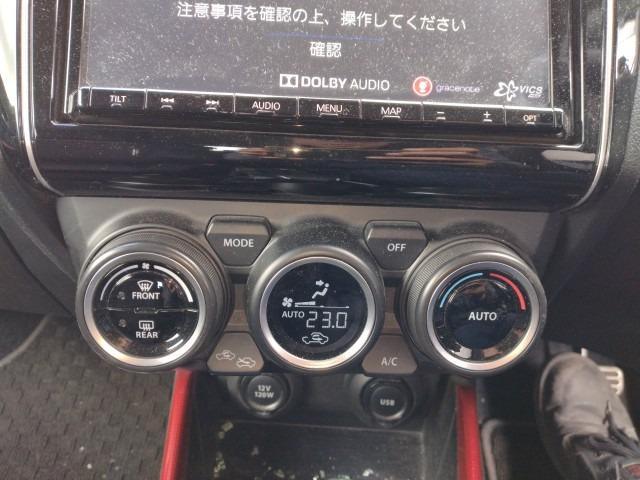 注意事項を確認の上、操作してください
確認
DOLBY AUDIO gracenote VICS
TILT AUDIO MENU MAP − + OPT
MODE OFF
FRONT
REAR
AUTO 23.0
AUTO
A/C
12V
120W
USB